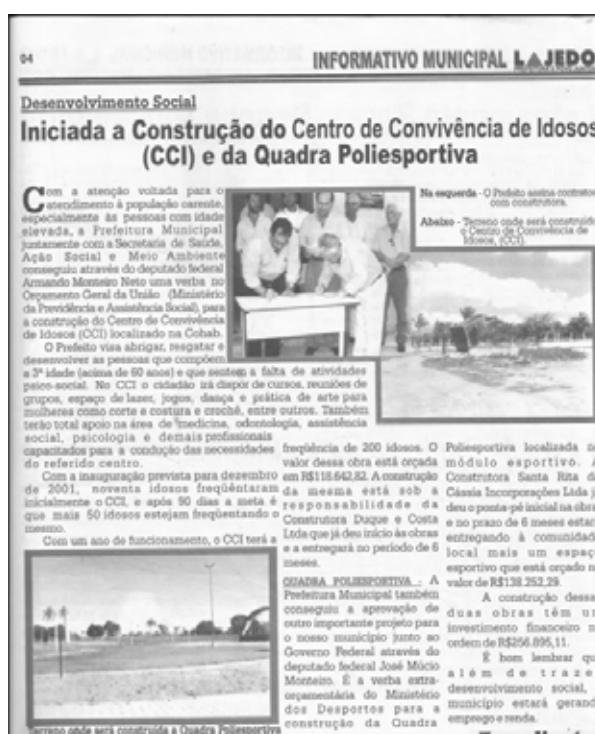 04
INFORMATIVO MUNICIPAL LAJEDO
Desenvolvimento Social
Iniciada a Construção do Centro de Convivência de Idosos
(CCI) e da Quadra Poliesportiva
Com a atenção voltada para o
atendimento à população carente,
especialmente às pessoas com idade
elevada, a Prefeitura Municipal
juntamente com a Secretaria de Saúde,
Ação Social e Meio Ambiente
conseguiu através do deputado federal
Armando Monteiro Neto uma verba no
Orçamento Geral da União (Ministério
da Previdência e Assistência Social), para
a construção do Centro de Convivência
de Idosos (CCI) localizado na Cohab.
O Prefeito visa abrigar, resgatar e
desenvolver as pessoas que compõem
a 3ª idade (acima de 60 anos) e que sentem a falta de atividades
psico-social. No CCI o cidadão irá dispor de cursos, reuniões de
grupos, espaço de lazer, jogos, dança e prática de arte para
mulheres como corte e costura e crochê, entre outros. Também
terão total apoio na área de medicina, odontologia, assistência
social, psicologia e demais profissionais
capacitados para a condução das necessidades
do referido centro.
Com a inauguração prevista para dezembro
de 2001, noventa idosos freqüentaram
inicialmente o CCI, e após 90 dias a meta é
que mais 50 idosos estejam freqüentando o
mesmo.
Com um ano de funcionamento, o CCI terá a
Na esquerda - O Prefeito assina contratos
com construtora.
Abaixo - Terreno onde será construído
o Centro de Convivência de
Idosos, (CCI).
freqüência de 200 idosos. O
valor dessa obra está orçada
em R$118.642,82. A construção
da mesma está sob a
responsabilidade da
Construtora Duque e Costa
Ltda que já deu início às obras
e a entregará no período de 6
meses.
QUADRA POLIESPORTIVA - A
Prefeitura Municipal também
conseguiu a aprovação de
outro importante projeto para
o nosso município junto ao
Governo Federal através do
deputado federal José Múcio
Monteiro. É a verba extra-
orçamentária do Ministério
dos Desportos para a
construção da Quadra
Poliesportiva localizada n
módulo esportivo. A
Construtora Santa Rita d
Cássia Incorporações Ltda j
deu o ponta-pé inicial na obra
e no prazo de 6 meses estar
entregando à comunidad
local mais um espaç
esportivo que está orçado n
valor de R$138.252,29.
A construção dessa
duas obras têm um
investimento financeiro n
ordem de R$256.895,11.
É bom lembrar qu
além de traze
desenvolvimento social,
município estará gerand
emprego e renda.
Terreno onde será construída a Quadra Poliesportiva